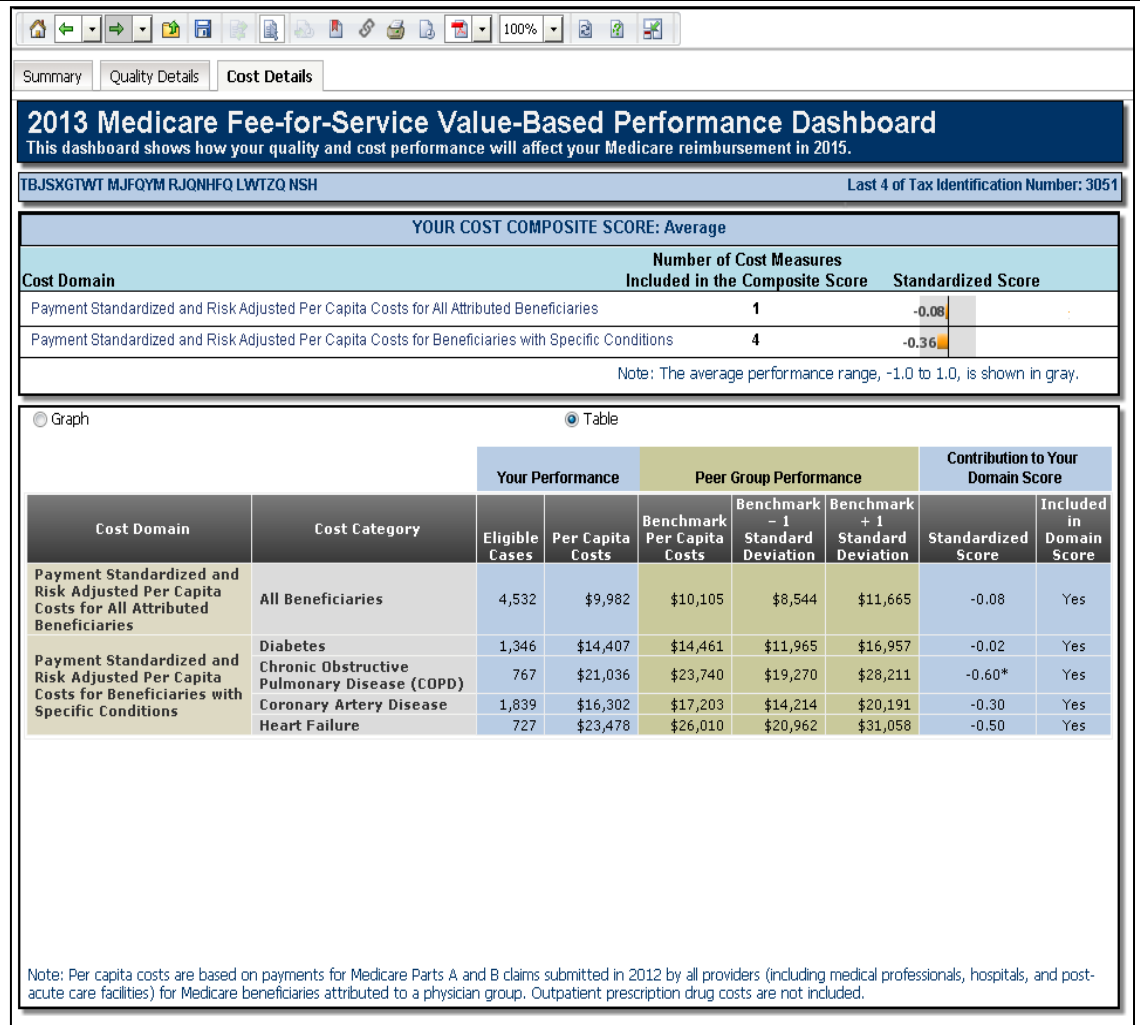 100%
Summary Quality Details Cost Details
2013 Medicare Fee-for-Service Value-Based Performance Dashboard
This dashboard shows how your quality and cost performance will affect your Medicare reimbursement in 2015.
TBJSXGTWT MJFQYM RJQNHFQ LWTZQ NSH Last 4 of Tax Identification Number: 3051
YOUR COST COMPOSITE SCORE: Average
Number of Cost Measures
Cost Domain Included in the Composite Score Standardized Score
Payment Standardized and Risk Adjusted Per Capita Costs for All Attributed Beneficiaries 1 -0.08
Payment Standardized and Risk Adjusted Per Capita Costs for Beneficiaries with Specific Conditions 4 -0.36
Note: The average performance range, -1.0 to 1.0, is shown in gray.
Graph Table
Your Performance Peer Group Performance Contribution to Your
Domain Score
Cost Domain Cost Category Eligible
Cases Per Capita
Costs Benchmark
Per Capita
Costs Benchmark
– 1
Standard
Deviation Benchmark
+ 1
Standard
Deviation Standardized
Score Included
in
Domain
Score
Payment Standardized and
Risk Adjusted Per Capita
Costs for All Attributed
Beneficiaries
All Beneficiaries 4,532 $9,982 $10,105 $8,544 $11,665 -0.08 Yes
Payment Standardized and
Risk Adjusted Per Capita
Costs for Beneficiaries with
Specific Conditions
Diabetes 1,346 $14,407 $14,461 $11,965 $16,957 -0.02 Yes
Chronic Obstructive
Pulmonary Disease (COPD) 767 $21,036 $23,740 $19,270 $28,211 -0.60* Yes
Coronary Artery Disease 1,839 $16,302 $17,203 $14,214 $20,191 -0.30 Yes
Heart Failure 727 $23,478 $26,010 $20,962 $31,058 -0.50 Yes
Note: Per capita costs are based on payments for Medicare Parts A and B claims submitted in 2012 by all providers (including medical professionals, hospitals, and post-
acute care facilities) for Medicare beneficiaries attributed to a physician group. Outpatient prescription drug costs are not included.